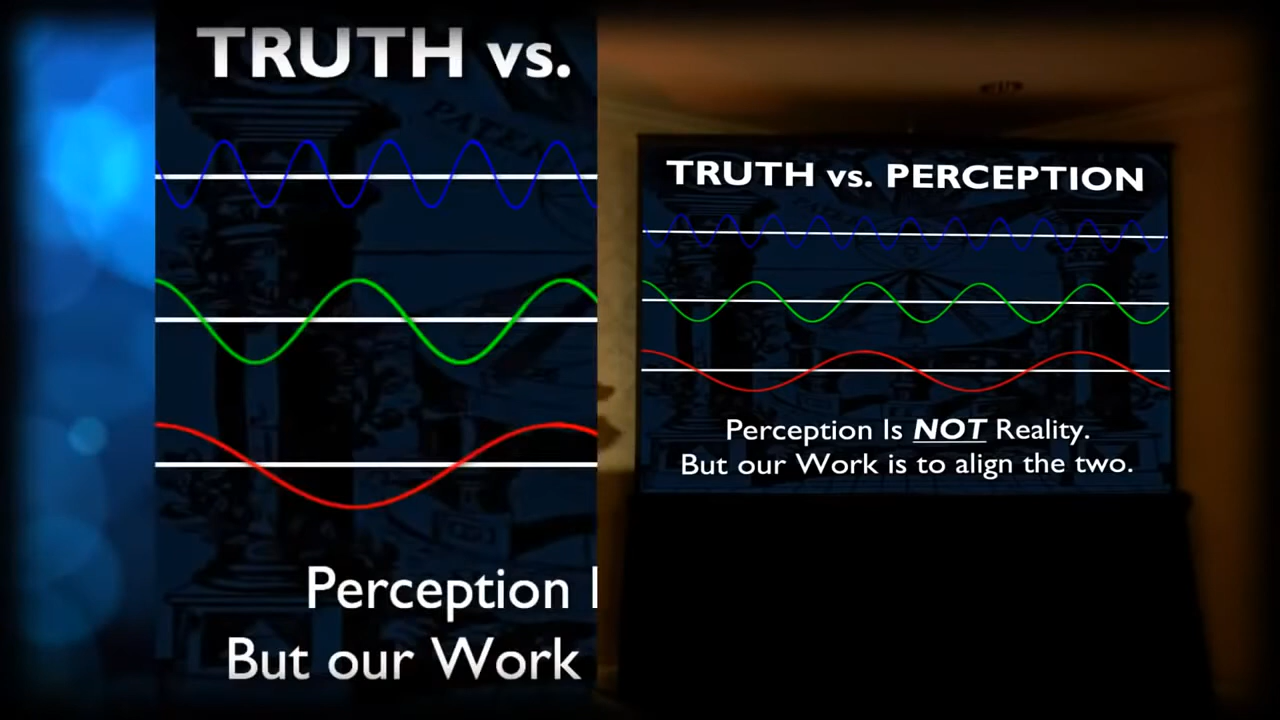 TRUTH vs.
Perception
But our Work
TRUTH vs. PERCEPTION
Perception Is NOT Reality.
But our Work is to align the two.